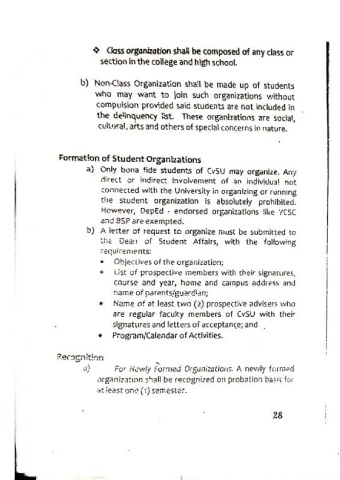 ❖ Class organization shall be composed of any class or
section in the college and high school.
b) Non-Class Organization shall be made up of students
who may want to join such organizations without
compulsion provided said students are not included in
the delinquency list. These organizations are social,
cultural, arts and others of special concerns in nature.
Formation of Student Organizations
a) Only bona fide students of CvSU may organize. Any
direct or indirect involvement of an individual not
connected with the University in organizing or running
the student organization is absolutely prohibited.
However, DepEd - endorsed organizations like YCSC
and BSP are exempted.
b) A letter of request to organize must be submitted to
the Dean of Student Affairs, with the following
requirements:
• Objectives of the organization;
• List of prospective members with their signatures,
course and year, home and campus address and
name of parents/guardian;
• Name of at least two (2) prospective advisers who
are regular faculty members of CvSU with their
signatures and letters of acceptance; and
• Program/Calendar of Activities.
Recognition
a) For Newly Formed Organizations. A newly formed
organization shall be recognized on probation basis for
at least one (1) semester.
28